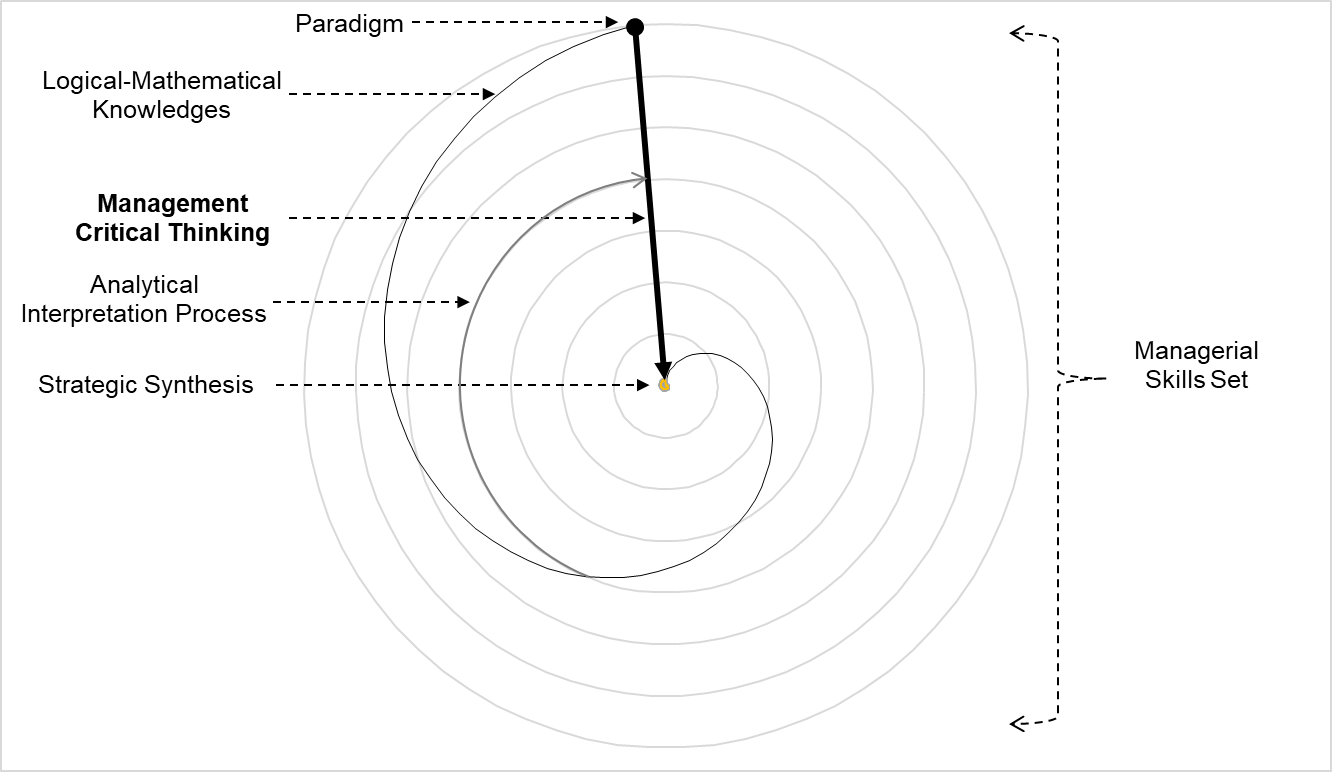 Paradigm
Logical-Mathematical
Knowledges
Management
Critical Thinking
Analytical
Interpretation Process
Strategic Synthesis
Managerial
Skills Set